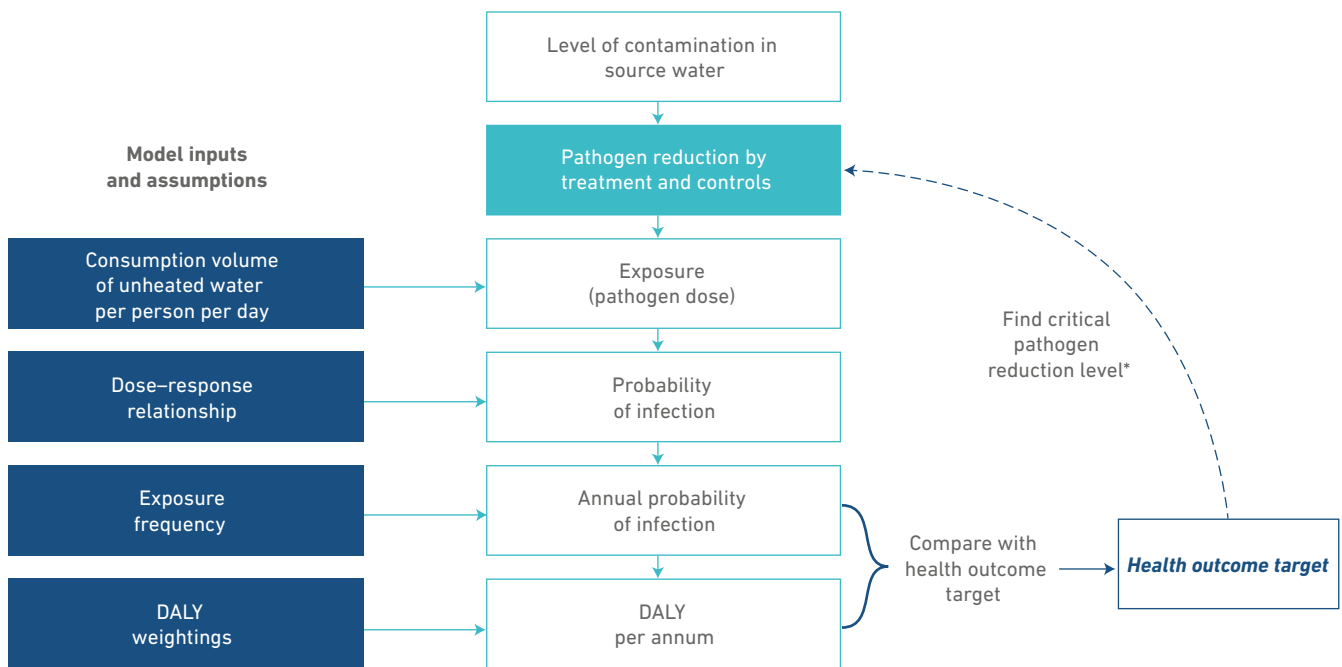 Level of contamination in
source water
Model inputs
and assumptions
Pathogen reduction by
treatment and controls
Consumption volume
of unheated water
per person per day
Exposure
(pathogen dose)
Find critical
pathogen
reduction level*
Dose–response
relationship
Probability
of infection
Exposure
frequency
Annual probability
of infection
Compare with
health outcome
target
Health outcome target
DALY
weightings
DALY
per annum